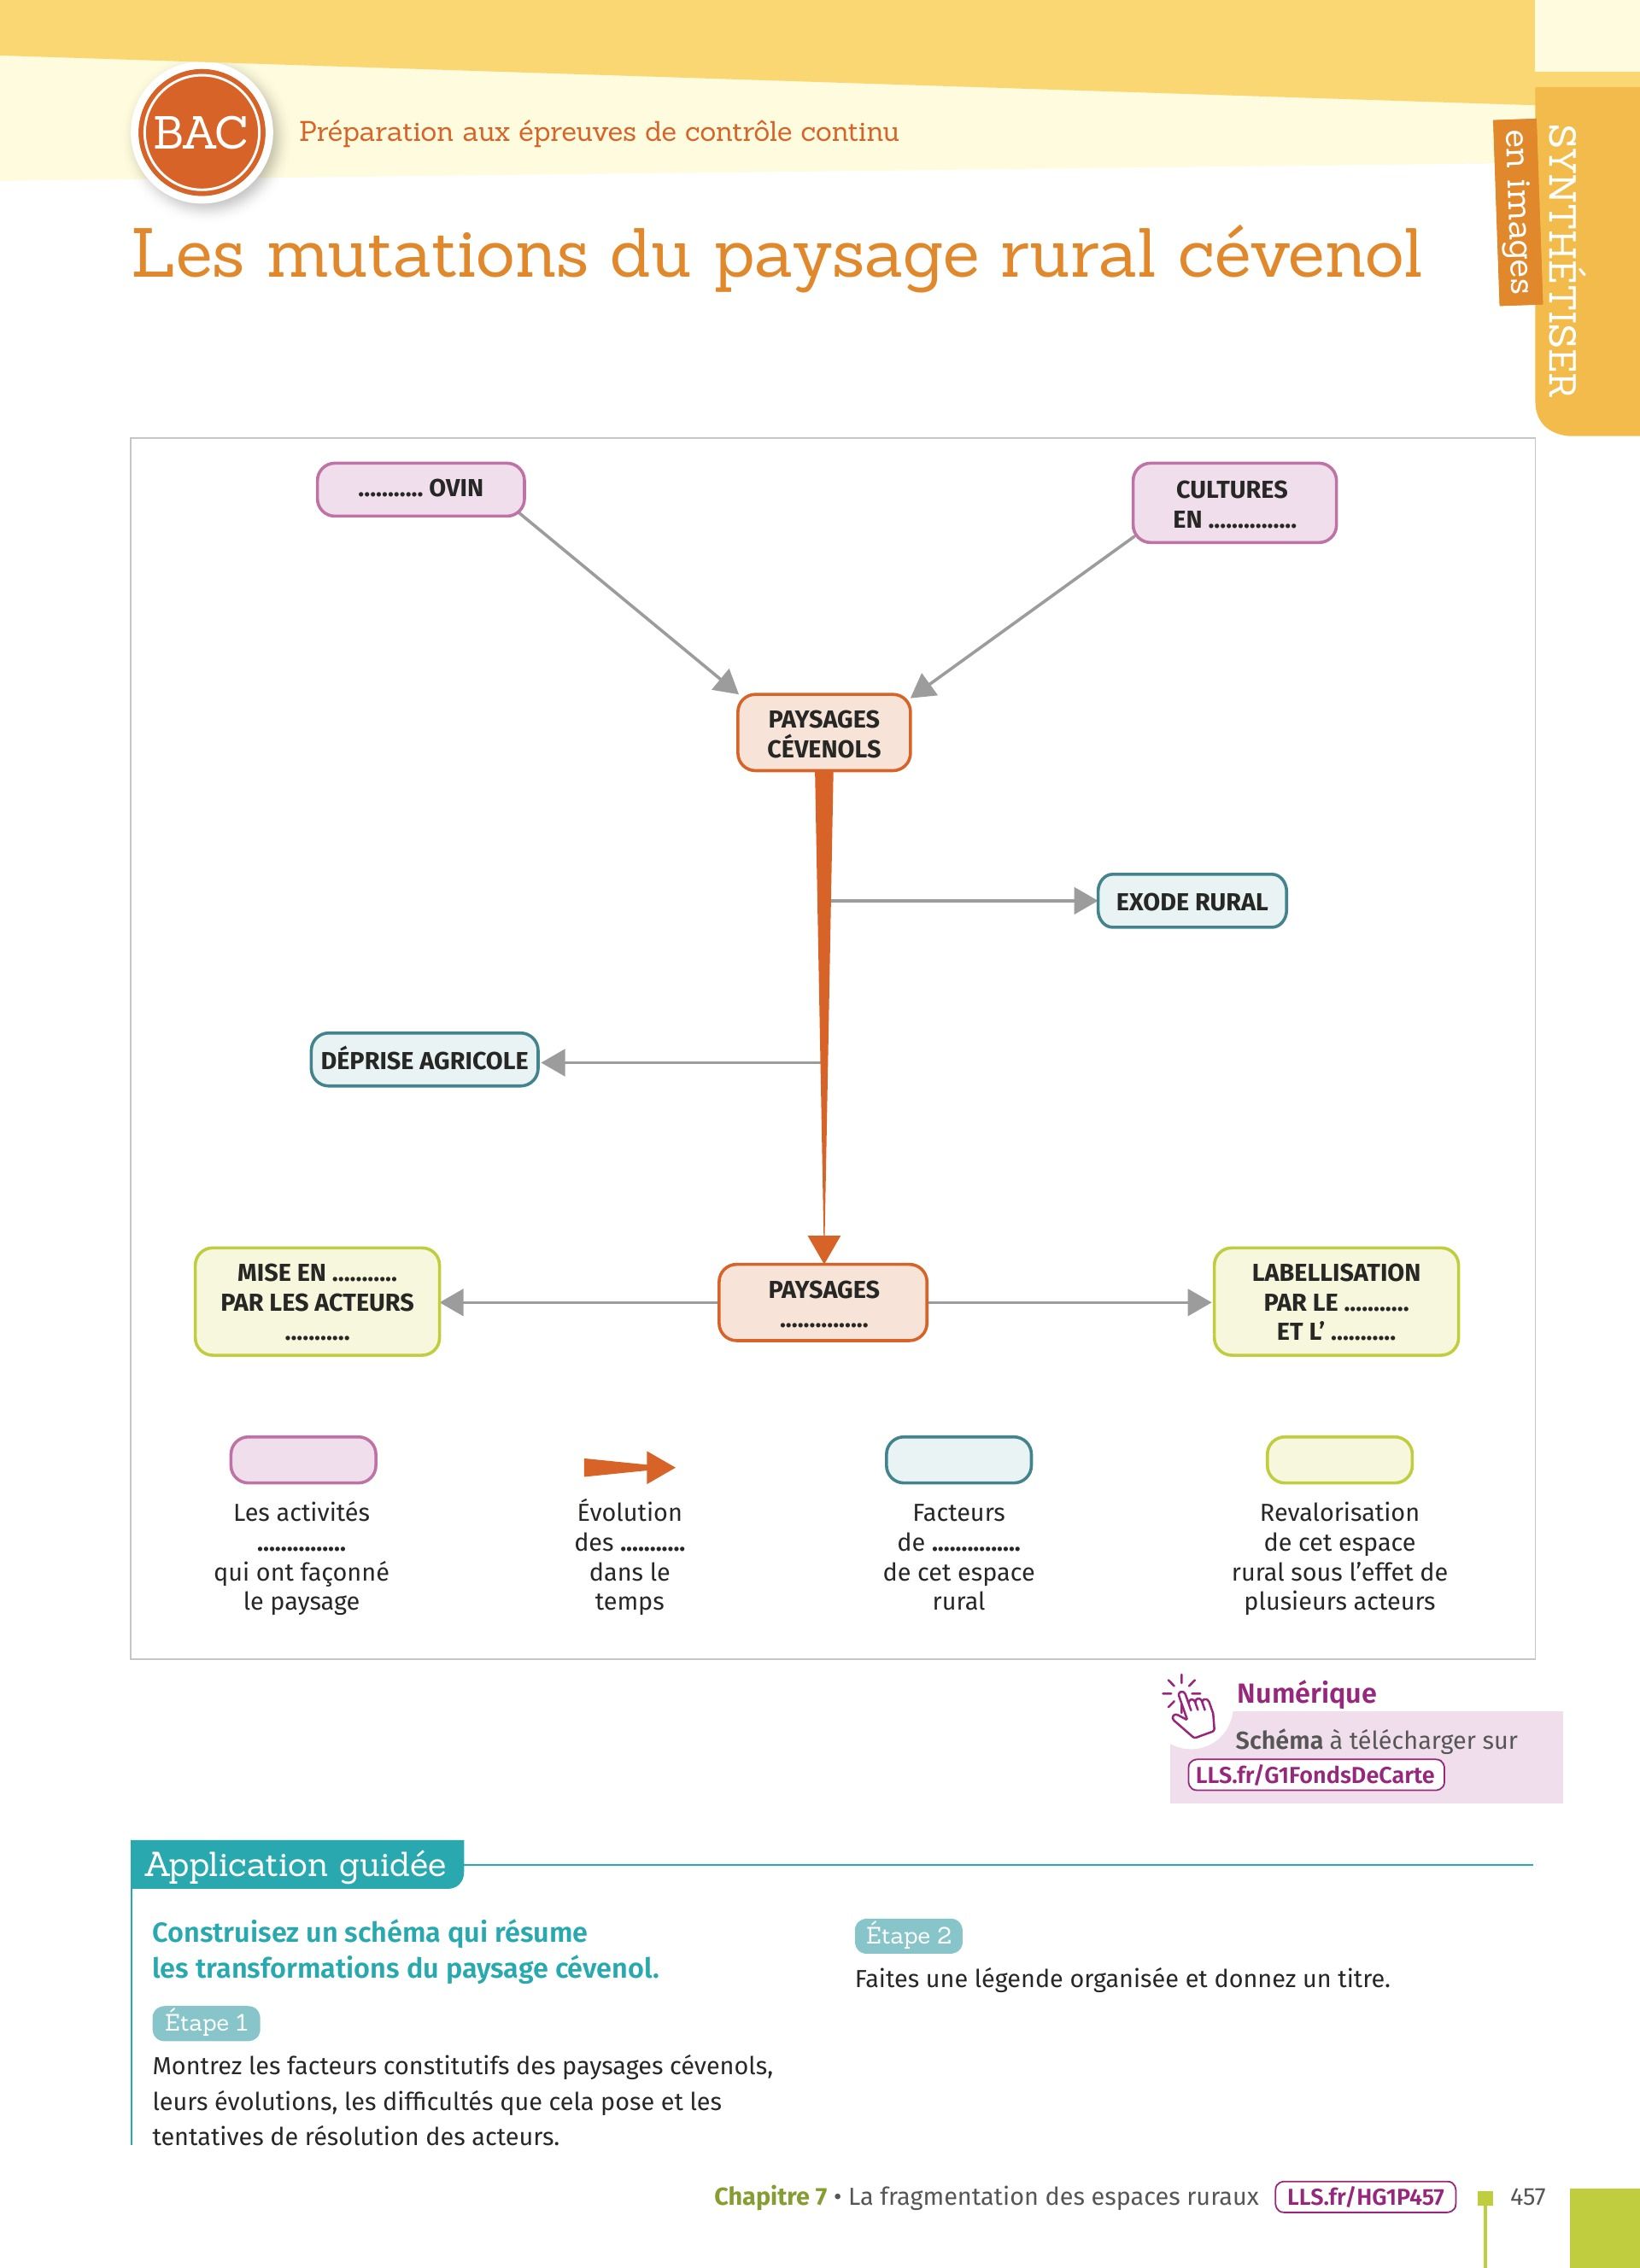 BAC
Préparation aux épreuves de contrôle continu
SYNTHÉTISER
en images
Les mutations du paysage rural cévenol
........... OVIN
CULTURES
EN ...............
PAYSAGES
CÉVENOLS
EXODE RURAL
DÉPRISE AGRICOLE
MISE EN ...........
PAR LES ACTEURS
...........
PAYSAGES
...............
LABELLISATION
PAR LE ...........
ET L’ ...........
Les activités
...............
qui ont façonné
le paysage
Évolution
des ...........
dans le
temps
Facteurs
de ...............
de cet espace
rural
Revalorisation
de cet espace
rural sous l’effet de
plusieurs acteurs
Numérique
Schéma à télécharger sur
LLS.fr/G1FondsDeCarte
Application guidée
Construisez un schéma qui résume
les transformations du paysage cévenol.
Étape 1
Montrez les facteurs constitutifs des paysages cévenols,
leurs évolutions, les difficultés que cela pose et les
tentatives de résolution des acteurs.
Étape 2
Faites une légende organisée et donnez un titre.
Chapitre 7 • La fragmentation des espaces ruraux LLS.fr/HG1P457 457